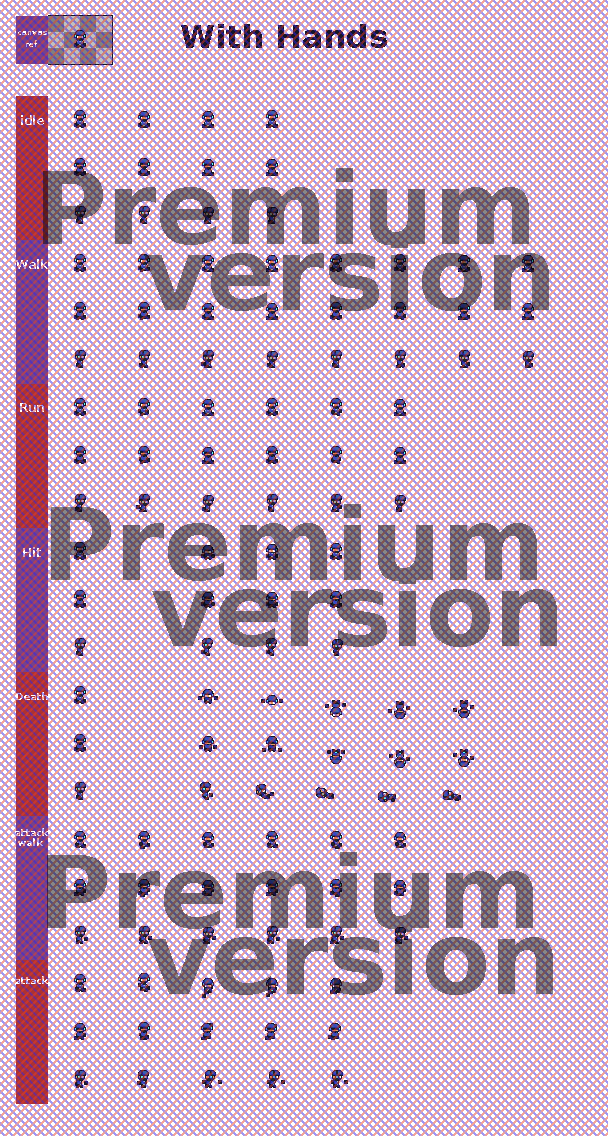 canvas
ref
With Hands
idle
Premium
version
Walk
Run
Premium
version
Hit
Death
attack
walk
Premium
version
attack